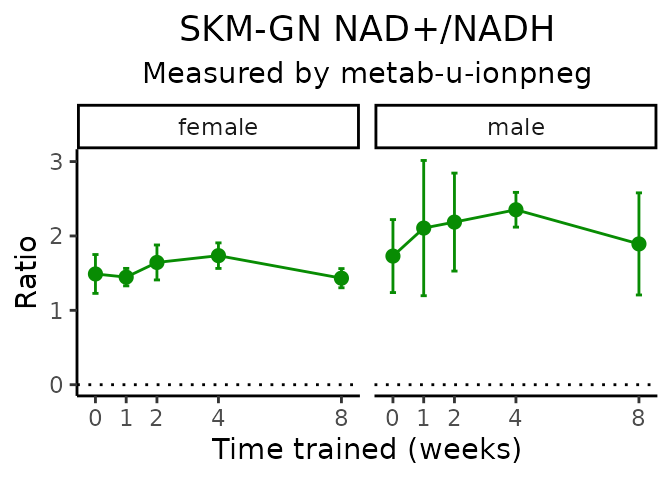 SKM-GN NAD+/NADH
Measured by metab-u-ionpneg
female
male
3
2
1
0
Ratio
0 1 2 4 8
0 1 2 4 8
Time trained (weeks)